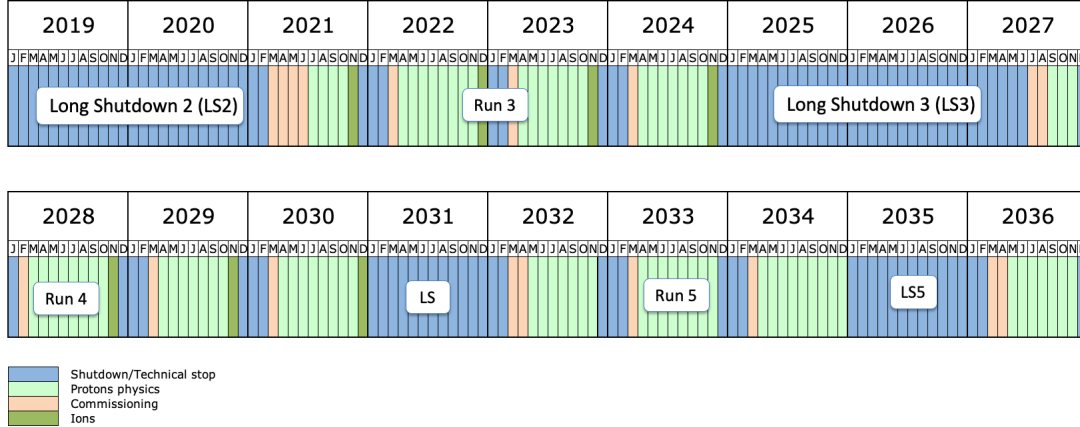 2019 2020 2021 2022 2023 2024 2025 2026 2027
J F M A M J J A S O N D J F M A M J J A S O N D J F M A M J J A S O N D J F M A M J J A S O N D J F M A M J J A S O N D J F M A M J J A S O N D J F M A M J J A S O N D J F M A M J J A S O N D J F M A M J J A S O N
Long Shutdown 2 (LS2) Run 3 Long Shutdown 3 (LS3)
2028 2029 2030 2031 2032 2033 2034 2035 2036
J F M A M J J A S O N D J F M A M J J A S O N D J F M A M J J A S O N D J F M A M J J A S O N D J F M A M J J A S O N D J F M A M J J A S O N D J F M A M J J A S O N D J F M A M J J A S O N D J F M A M J J A S O N
Run 4 LS Run 5 LS5
Shutdown/Technical stop
Protons physics
Commissioning
Ions